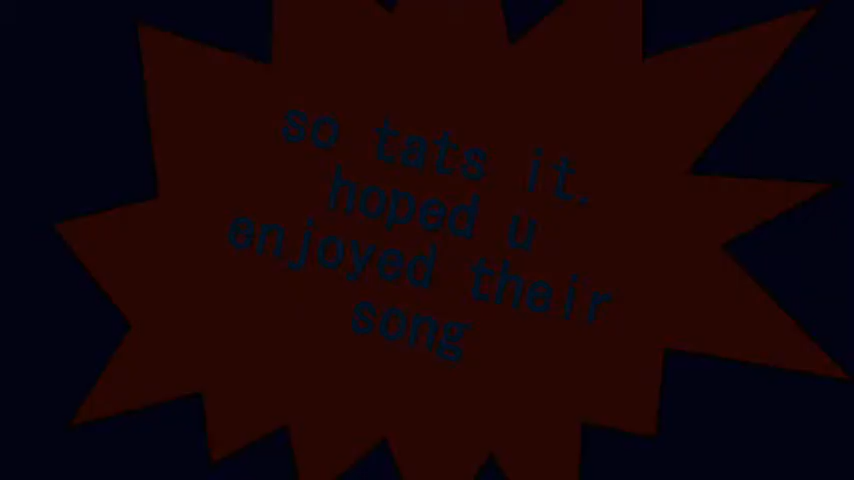 so tats it.
hoped u
enjoyed their
song